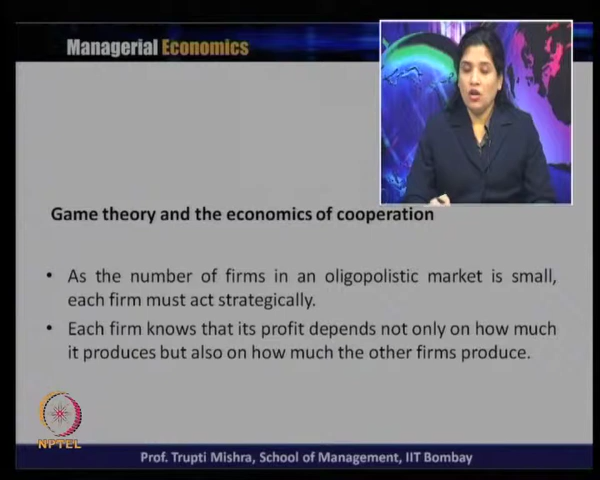 Managerial Economics
Game theory and the economics of cooperation
• As the number of firms in an oligopolistic market is small,
each firm must act strategically.
• Each firm knows that its profit depends not only on how much
it produces but also on how much the other firms produce.
NPTEL
Prof. Trupti Mishra, School of Management, IIT Bombay